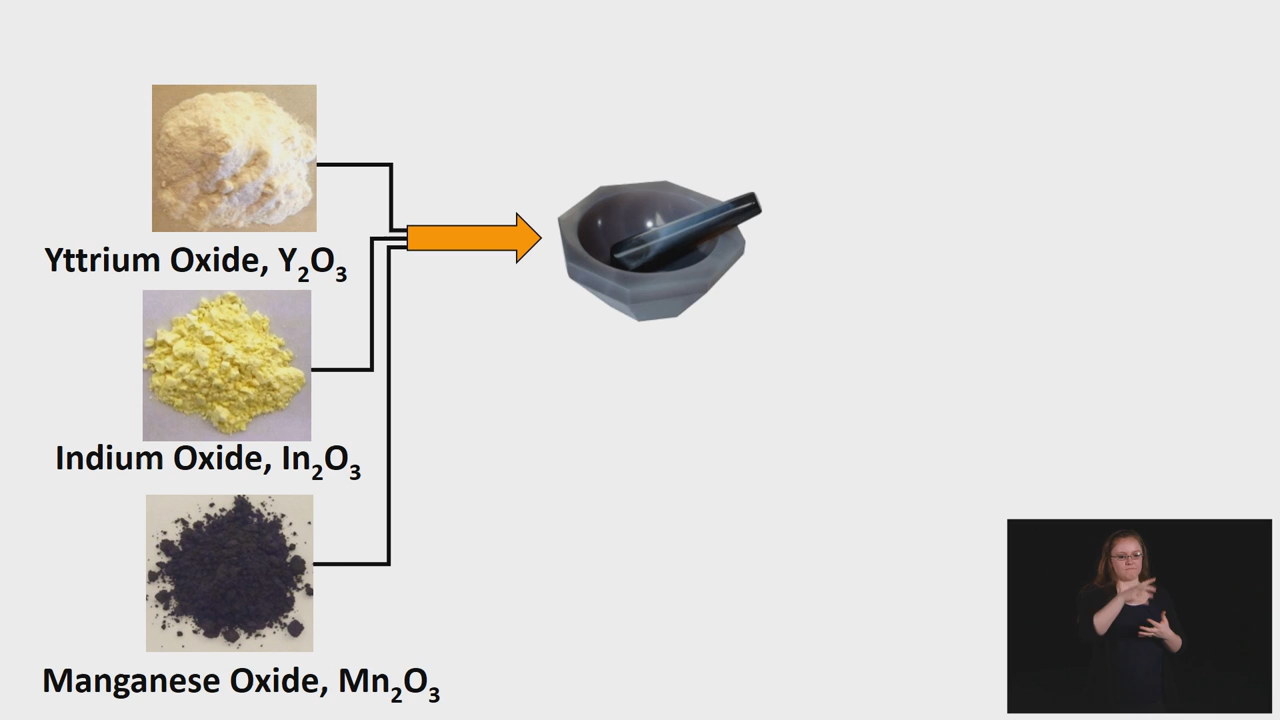 Yttrium Oxide, Y₂O₃
Indium Oxide, In₂O₃
Manganese Oxide, Mn₂O₃